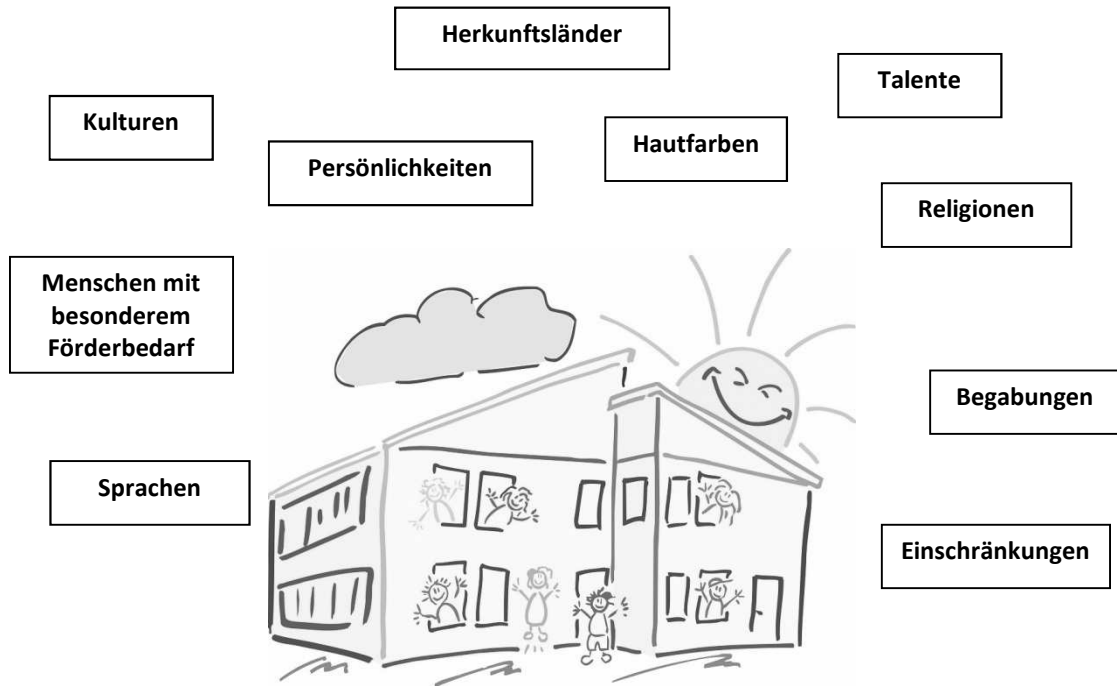 Herkunftsländer
Talente
Kulturen
Hautfarben
Persönlichkeiten
Religionen
Menschen mit
besonderem
Förderbedarf
Begabungen
Sprachen
Einschränkungen